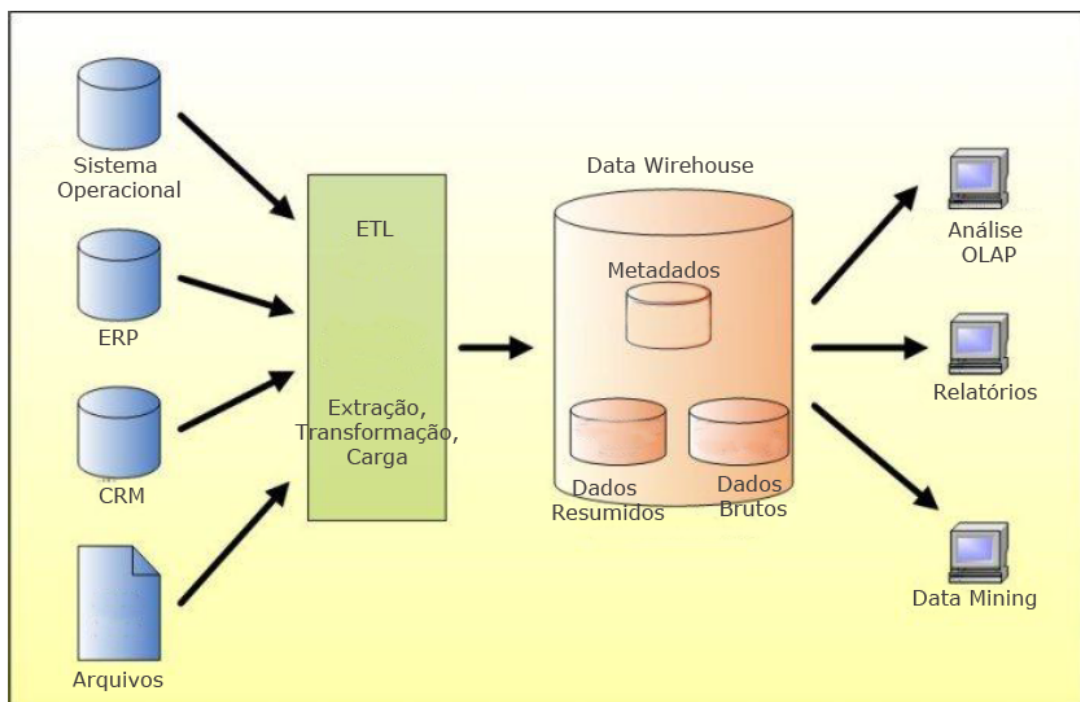 Sistema
Operacional
ERP
CRM
Arquivos
ETL
Extração,
Transformação,
Carga
Data Wirehouse
Metadados
Dados
Resumidos
Dados
Brutos
Análise
OLAP
Relatórios
Data Mining